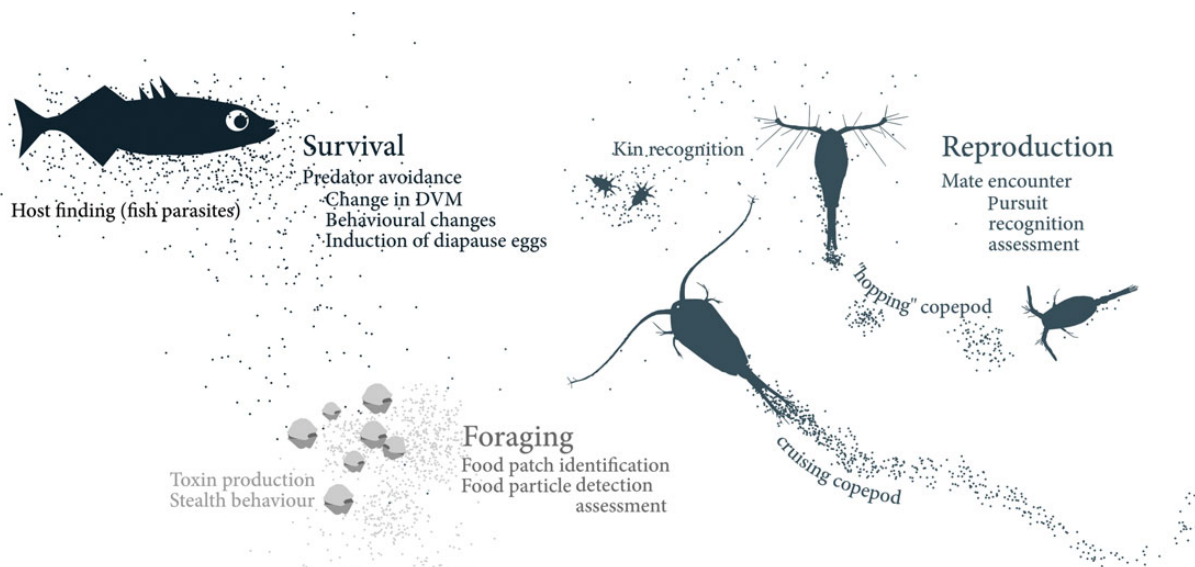 Survival
Predator avoidance
Change in DVM
Behavioural changes
Induction of diapause eggs
Host finding (fish parasites)
Kin recognition
Reproduction
Mate encounter
Pursuit
recognition
assessment
"hopping" copepod
cruising copepod
Foraging
Food patch identification
Food particle detection
assessment
Toxin production
Stealth behaviour